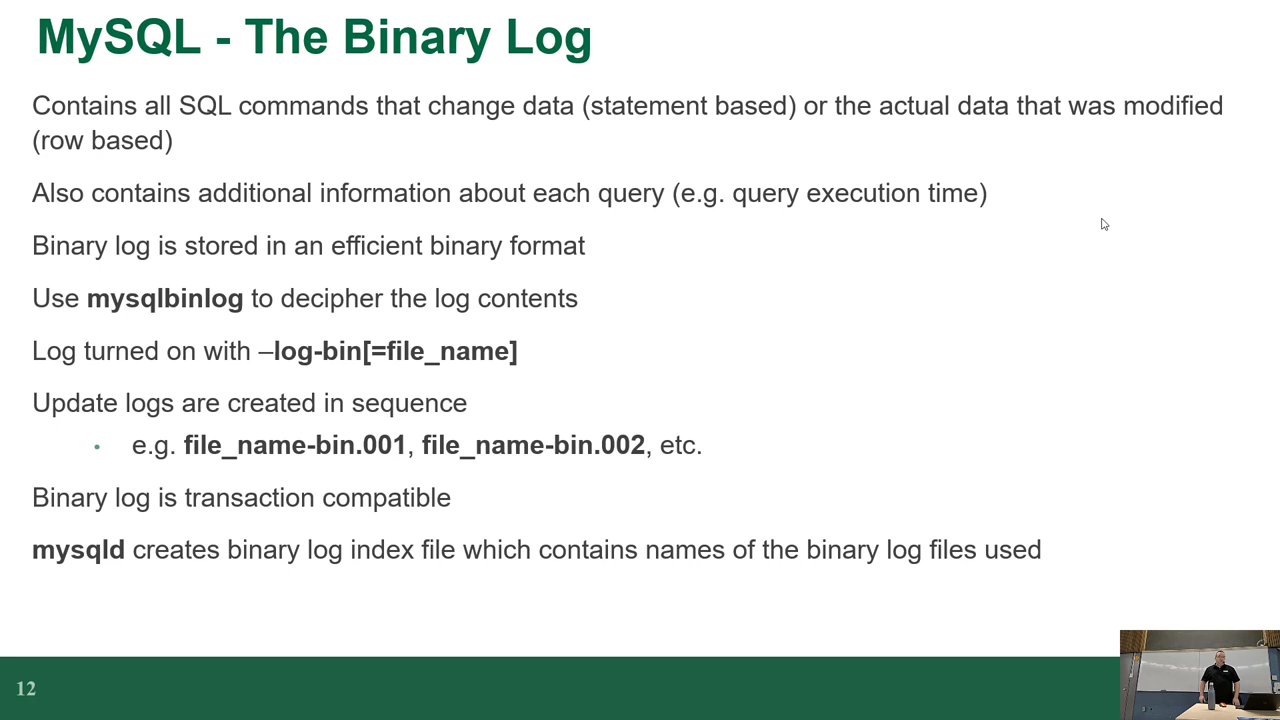 MySQL - The Binary Log
Contains all SQL commands that change data (statement based) or the actual data that was modified
(row based)
Also contains additional information about each query (e.g. query execution time)
Binary log is stored in an efficient binary format
Use mysqlbinlog to decipher the log contents
Log turned on with –log-bin[=file_name]
Update logs are created in sequence
• e.g. file_name-bin.001, file_name-bin.002, etc.
Binary log is transaction compatible
mysqld creates binary log index file which contains names of the binary log files used
12